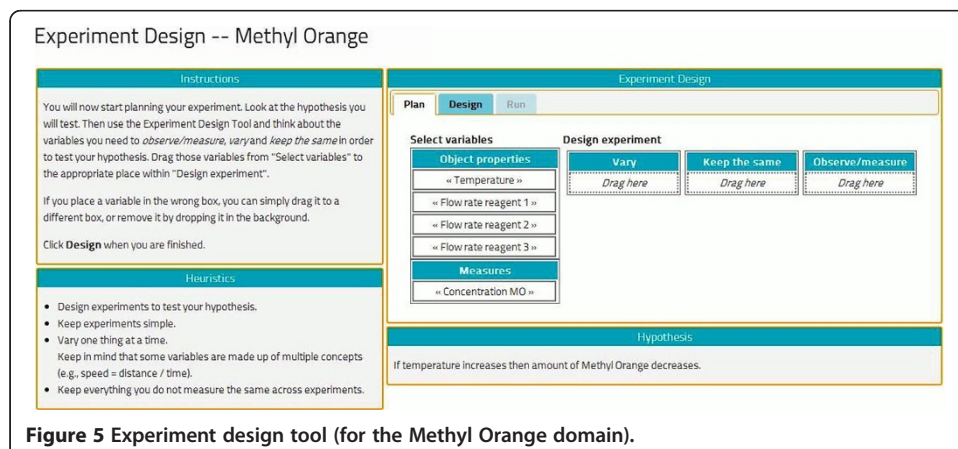 Experiment Design -- Methyl Orange
Instructions
You will now start planning your experiment. Look at the hypothesis you
will test. Then use the Experiment Design Tool and think about the
variables you need to observe/measure, vary and keep the same in order
to test your hypothesis. Drag those variables from "Select variables" to
the appropriate place within "Design experiment".
If you place a variable in the wrong box, you can simply drag it to a
different box, or remove it by dropping it in the background.
Click Design when you are finished.
Heuristics
• Design experiments to test your hypothesis.
• Keep experiments simple.
• Vary one thing at a time.
Keep in mind that some variables are made up of multiple concepts
(e.g., speed = distance / time).
• Keep everything you do not measure the same across experiments.
Experiment Design
Plan Design Run
Select variables
Object properties
« Temperature »
« Flow rate reagent 1 »
« Flow rate reagent 2 »
« Flow rate reagent 3 »
Measures
« Concentration MO »
Design experiment
Vary Keep the same Observe/measure
Drag here Drag here Drag here
Hypothesis
If temperature increases then amount of Methyl Orange decreases.
Figure 5 Experiment design tool (for the Methyl Orange domain).